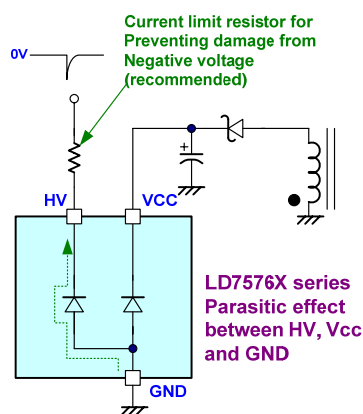 Current limit resistor for
Preventing damage from
Negative voltage
(recommended)
0V
+
HV
VCC
LD7576X series
Parasitic effect
between HV, Vcc
and GND
GND